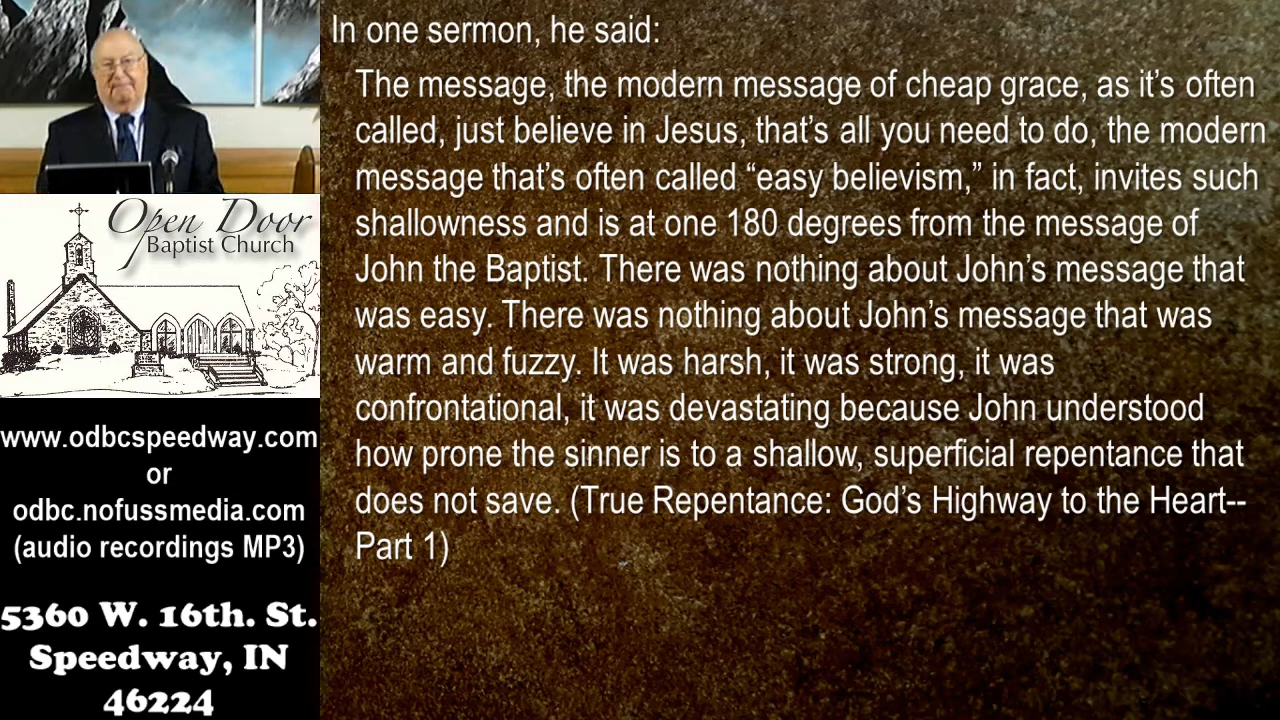 Open Door
Baptist Church
www.odbcspeedway.com
or
odbc.nofussmedia.com
(audio recordings MP3)
5360 W. 16th. St.
Speedway, IN
46224
In one sermon, he said:
The message, the modern message of cheap grace, as it’s often
called, just believe in Jesus, that’s all you need to do, the modern
message that’s often called “easy believism,” in fact, invites such
shallowness and is at one 180 degrees from the message of
John the Baptist. There was nothing about John’s message that
was easy. There was nothing about John’s message that was
warm and fuzzy. It was harsh, it was strong, it was
confrontational, it was devastating because John understood
how prone the sinner is to a shallow, superficial repentance that
does not save. (True Repentance: God’s Highway to the Heart--
Part 1)